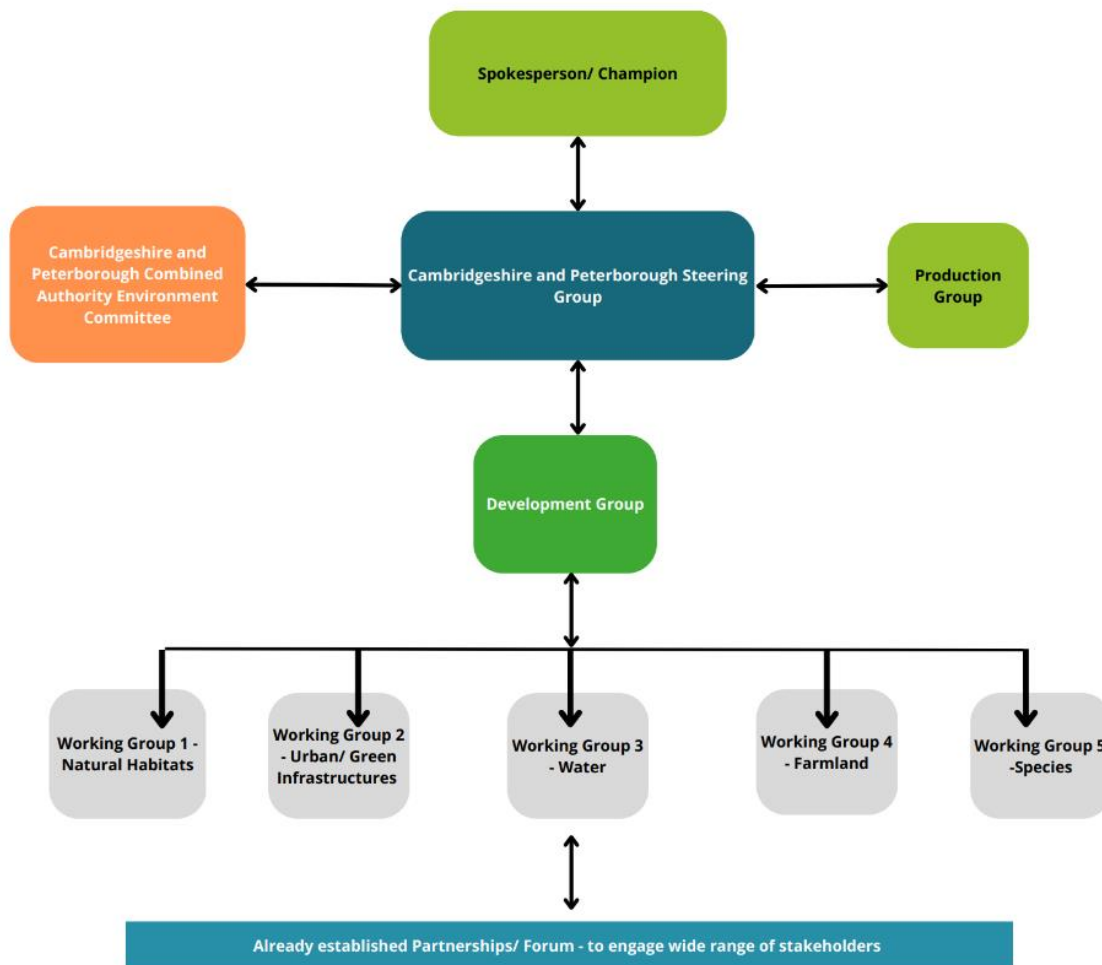 Spokesperson/ Champion
Cambridgeshire and
Peterborough Combined
Authority Environment
Committee
Cambridgeshire and Peterborough Steering
Group
Production
Group
Development Group
Working Group 1 -
Natural Habitats
Working Group 2
- Urban/ Green
Infrastructures
Working Group 3
- Water
Working Group 4
- Farmland
Working Group 5
-Species
Already established Partnerships/ Forum - to engage wide range of stakeholders